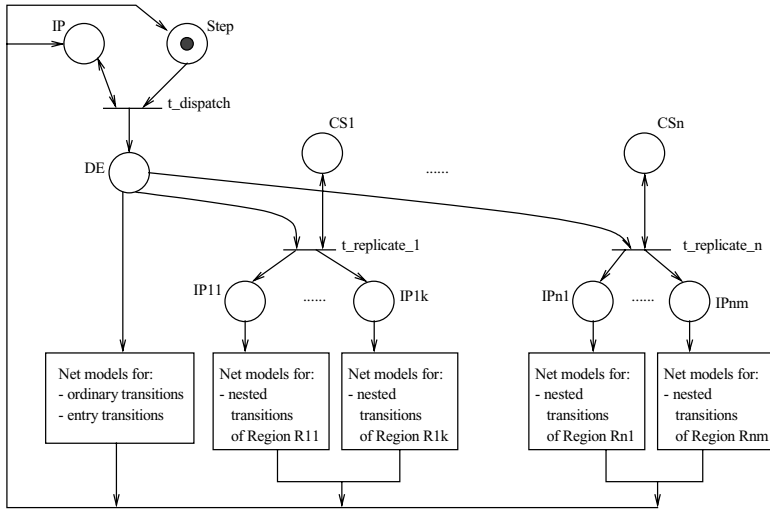 IP
Step
t_dispatch
CS1
CSn
DE
......
t_replicate_1
t_replicate_n
IP11
......
IP1k
IPn1
......
IPnm
Net models for:
- ordinary transitions
- entry transitions
Net models for:
- nested
transitions
of Region R11
Net models for:
- nested
transitions
of Region R1k
Net models for:
- nested
transitions
of Region Rn1
Net models for:
- nested
transitions
of Region Rnm